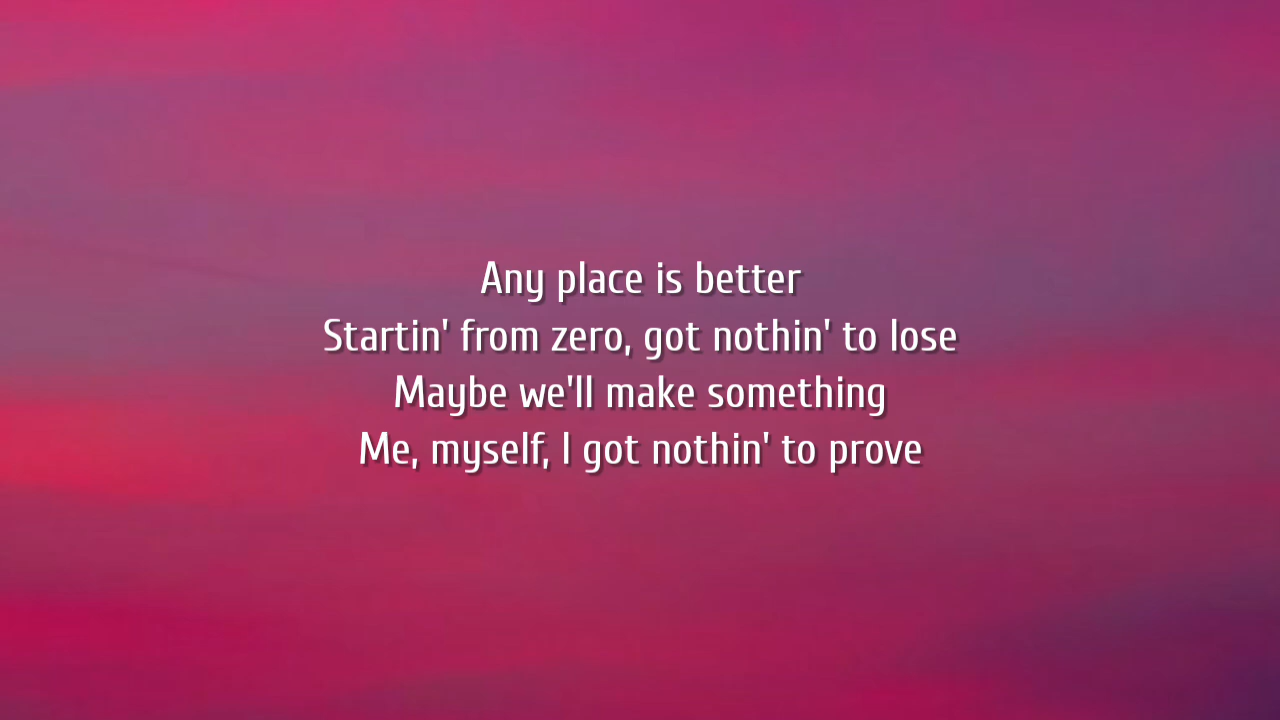 Any place is better
Startin' from zero, got nothin' to lose
Maybe we'll make something
Me, myself, I got nothin' to prove